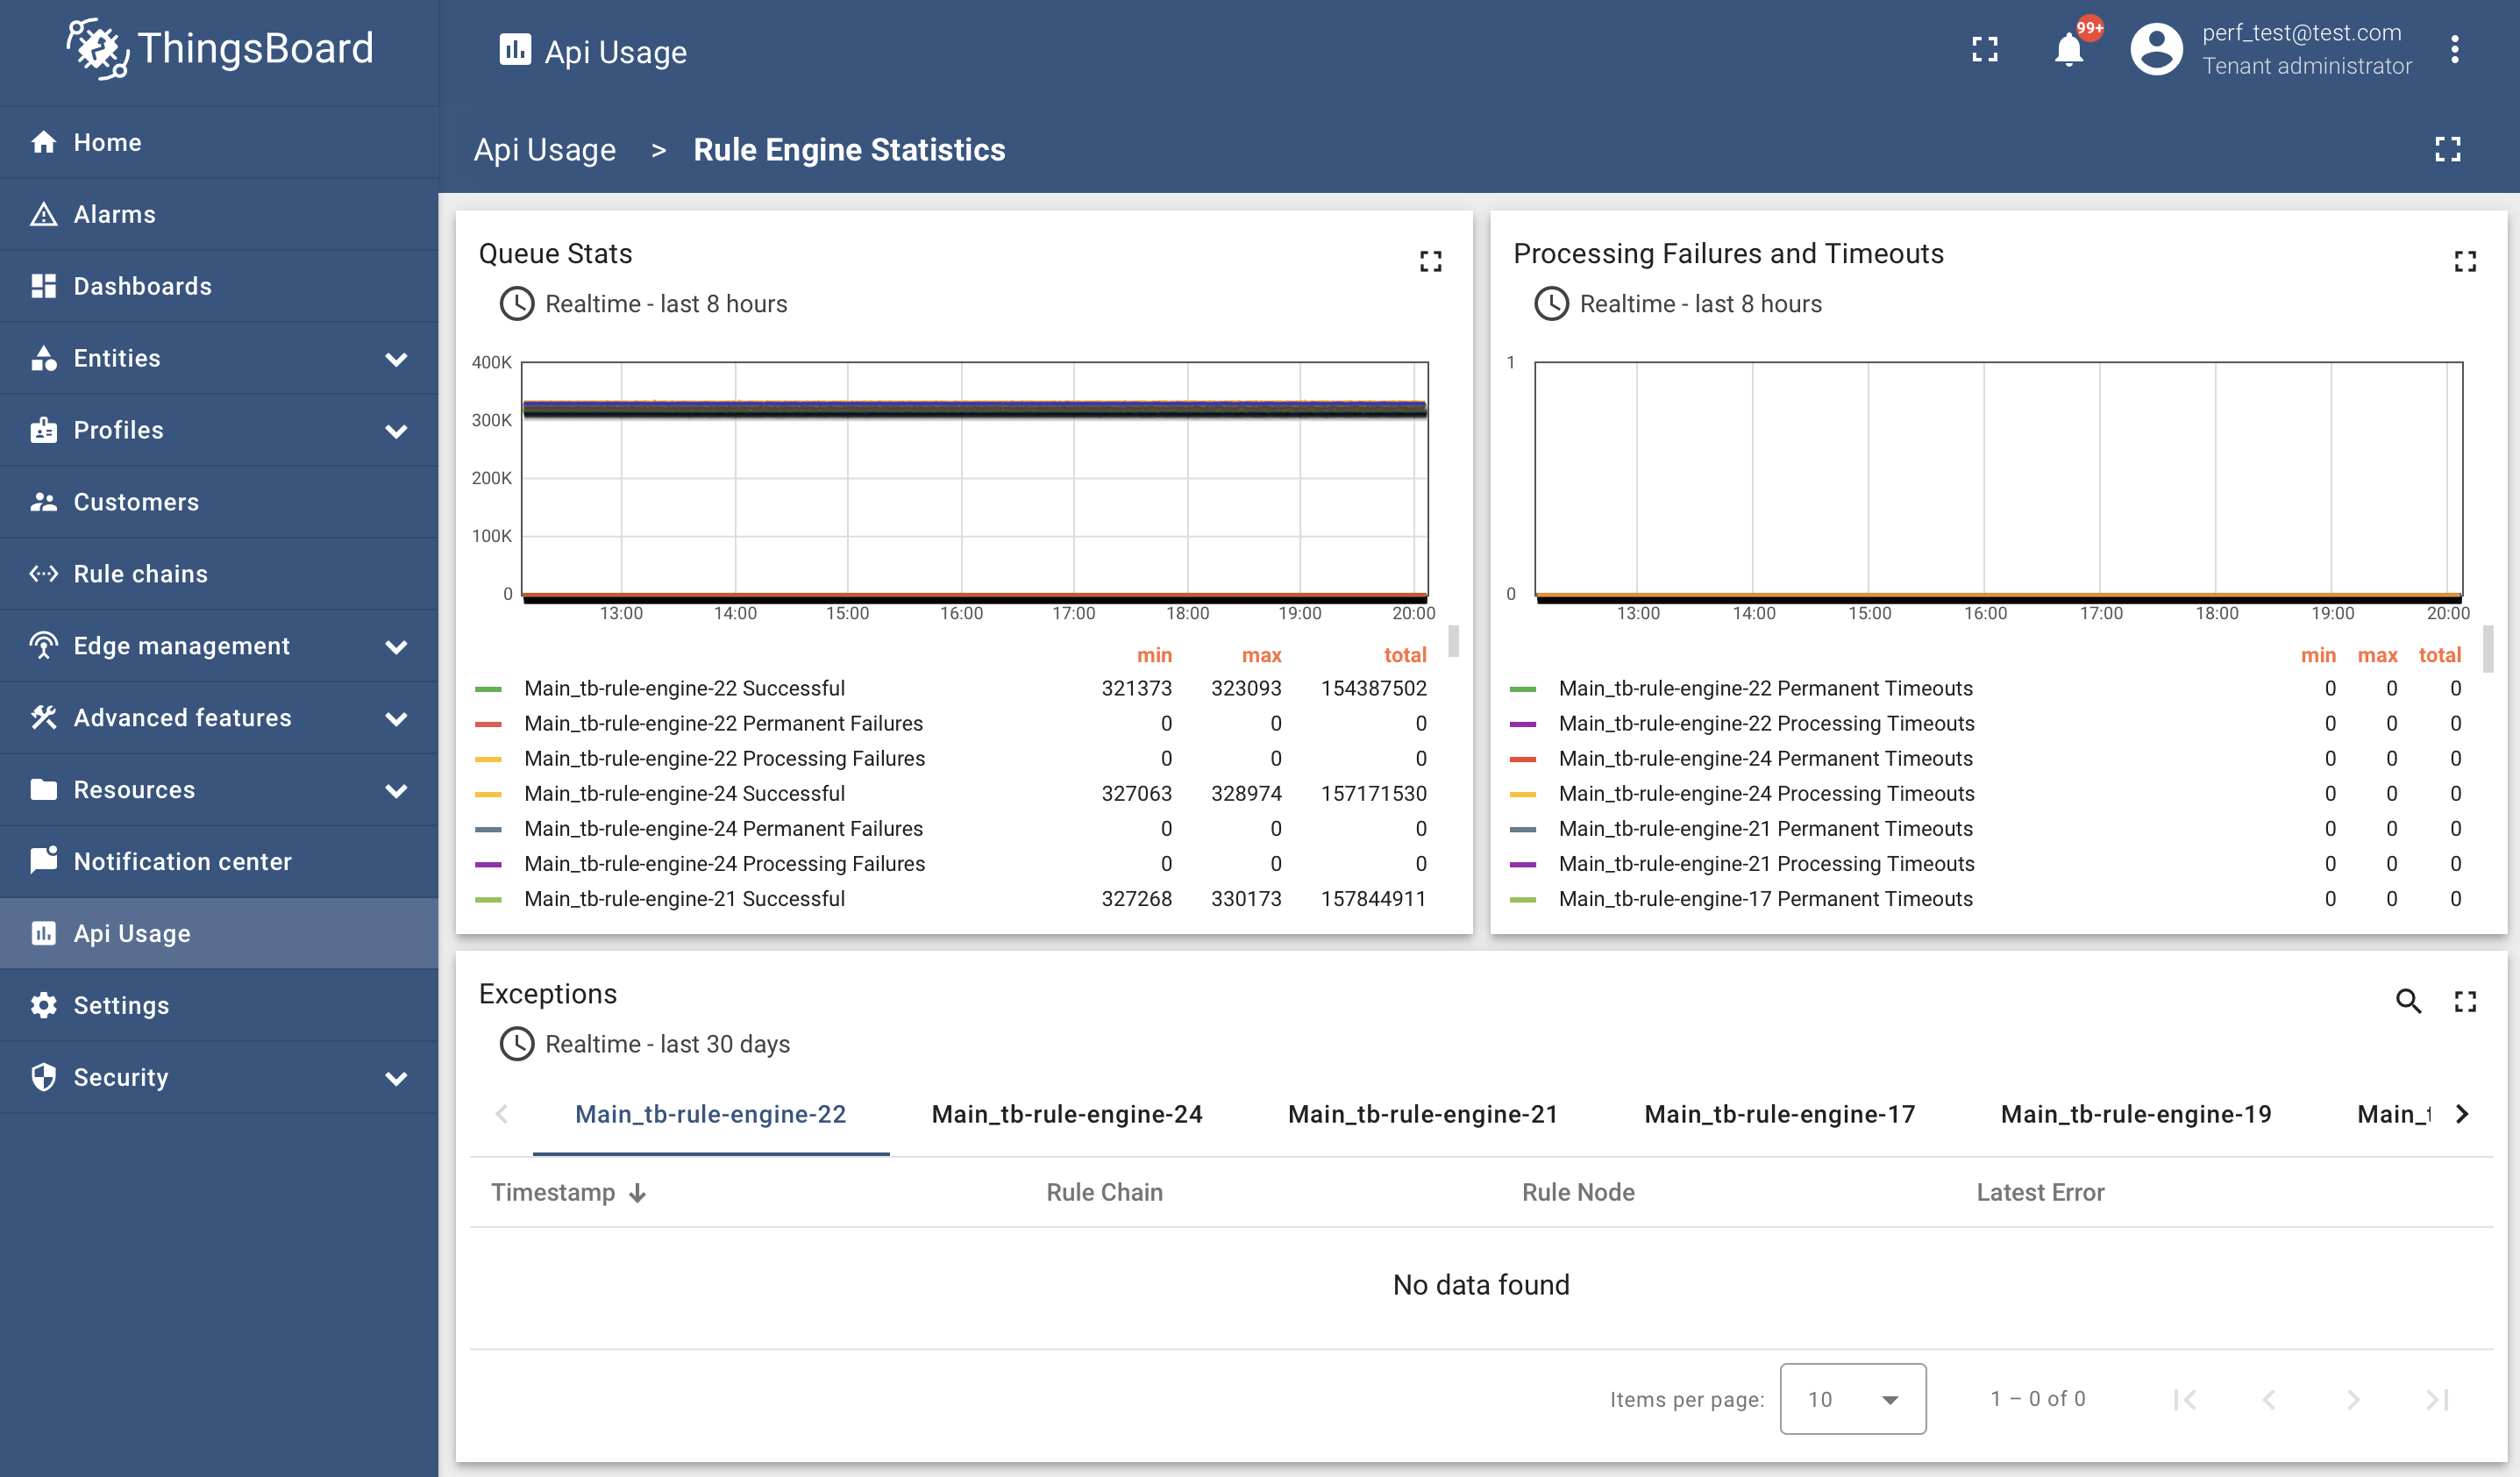 ThingsBoard
Home
Alarms
Dashboards
Entities
Profiles
Customers
Rule chains
Edge management
Advanced features
Resources
Notification center
Api Usage
Settings
Security
Api Usage
99+
perf_test@test.com
Tenant administrator
Api Usage > Rule Engine Statistics
Queue Stats
Realtime - last 8 hours
400K
300K
200K
100K
0
13:00 14:00 15:00 16:00 17:00 18:00 19:00 20:00
min max total
Main_tb-rule-engine-22 Successful 321373 323093 154387502
Main_tb-rule-engine-22 Permanent Failures 0 0 0
Main_tb-rule-engine-22 Processing Failures 0 0 0
Main_tb-rule-engine-24 Successful 327063 328974 157171530
Main_tb-rule-engine-24 Permanent Failures 0 0 0
Main_tb-rule-engine-24 Processing Failures 0 0 0
Main_tb-rule-engine-21 Successful 327268 330173 157844911
Processing Failures and Timeouts
Realtime - last 8 hours
1
0
13:00 14:00 15:00 16:00 17:00 18:00 19:00 20:00
min max total
Main_tb-rule-engine-22 Permanent Timeouts 0 0 0
Main_tb-rule-engine-22 Processing Timeouts 0 0 0
Main_tb-rule-engine-24 Permanent Timeouts 0 0 0
Main_tb-rule-engine-24 Processing Timeouts 0 0 0
Main_tb-rule-engine-21 Permanent Timeouts 0 0 0
Main_tb-rule-engine-21 Processing Timeouts 0 0 0
Main_tb-rule-engine-17 Permanent Timeouts 0 0 0
Exceptions
Realtime - last 30 days
Main_tb-rule-engine-22 Main_tb-rule-engine-24 Main_tb-rule-engine-21 Main_tb-rule-engine-17 Main_tb-rule-engine-19 Main_t
Timestamp Rule Chain Rule Node Latest Error
No data found
Items per page: 10 1 – 0 of 0